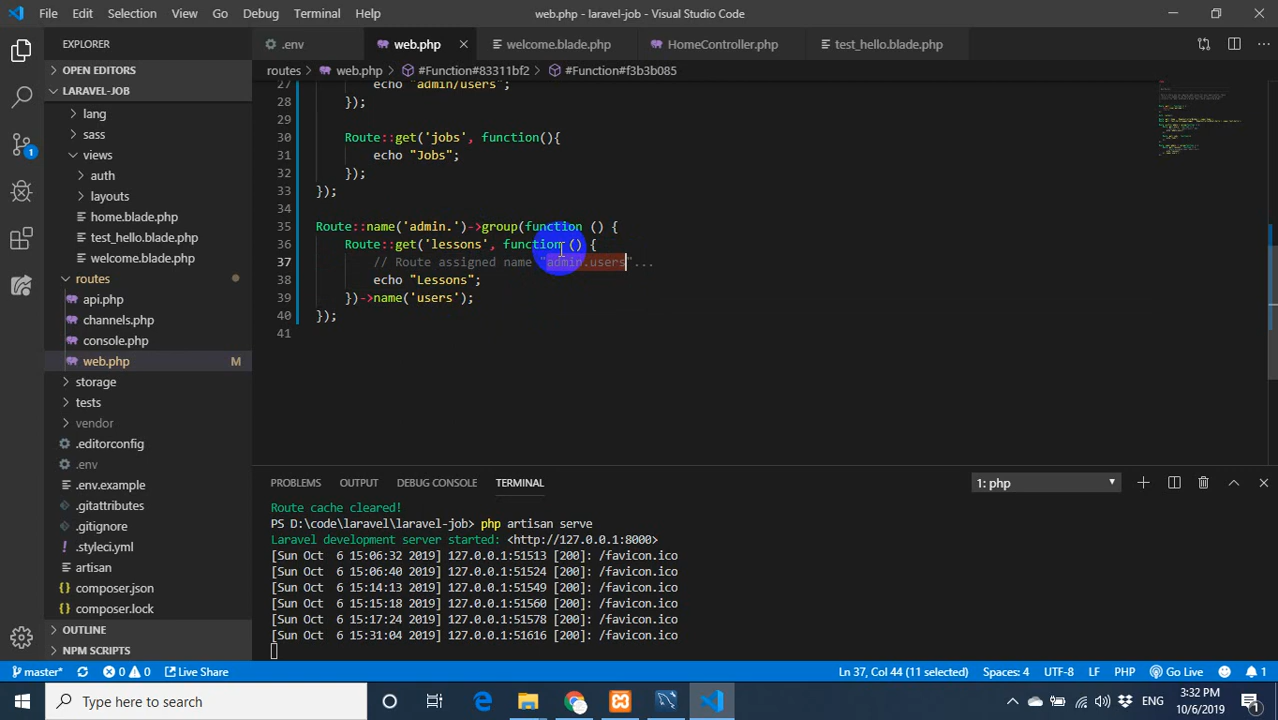 File Edit Selection View Go Debug Terminal Help web.php - laravel-job - Visual Studio Code
EXPLORER
OPEN EDITORS
LARAVEL-JOB
lang
sass
views
auth
layouts
home.blade.php
test_hello.blade.php
welcome.blade.php
routes
api.php
channels.php
console.php
web.php M
storage
tests
vendor
.editorconfig
.env
.env.example
.gitattributes
.gitignore
.styleci.yml
artisan
composer.json
composer.lock
OUTLINE
NPM SCRIPTS
1
.env web.php welcome.blade.php HomeController.php test_hello.blade.php
routes web.php #Function#83311bf2 #Function#f3b3b085
27 echo "admin/users";
28 });
29
30 Route::get('jobs', function(){
31 echo "Jobs";
32 });
33 });
34
35 Route::name('admin.')->group(function () {
36 Route::get('lessons', function () {
37 // Route assigned name "admin.users"...
38 echo "Lessons";
39 })->name('users');
40 });
41
PROBLEMS OUTPUT DEBUG CONSOLE TERMINAL 1: php
Route cache cleared!
PS D:\code\laravel\laravel-job> php artisan serve
Laravel development server started: <http://127.0.0.1:8000>
[Sun Oct  6 15:06:32 2019] 127.0.0.1:51513 [200]: /favicon.ico
[Sun Oct  6 15:06:40 2019] 127.0.0.1:51524 [200]: /favicon.ico
[Sun Oct  6 15:14:13 2019] 127.0.0.1:51549 [200]: /favicon.ico
[Sun Oct  6 15:15:18 2019] 127.0.0.1:51560 [200]: /favicon.ico
[Sun Oct  6 15:17:24 2019] 127.0.0.1:51578 [200]: /favicon.ico
[Sun Oct  6 15:31:04 2019] 127.0.0.1:51616 [200]: /favicon.ico
master* 0 0 Live Share Ln 37, Col 44 (11 selected) Spaces: 4 UTF-8 LF PHP Go Live 1
Type here to search ENG 3:32 PM
10/6/2019 1